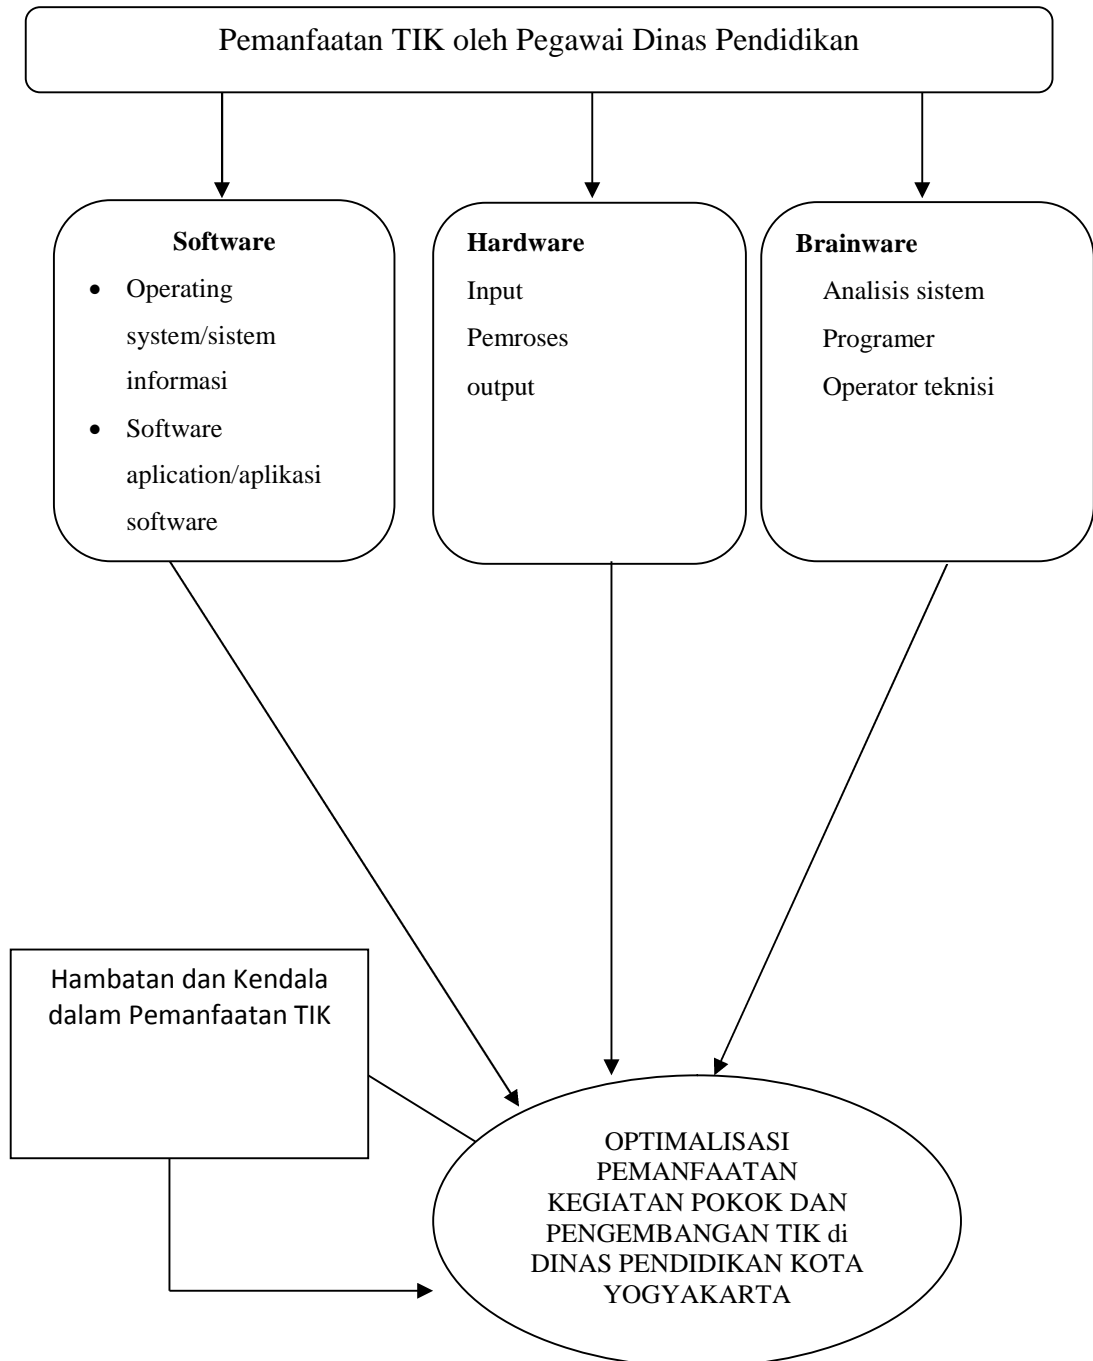 Pemanfaatan TIK oleh Pegawai Dinas Pendidikan
Software
• Operating
system/sistem
informasi
• Software
aplication/aplikasi
software
Hardware
Input
Pemroses
output
Brainware
Analisis sistem
Programer
Operator teknisi
Hambatan dan Kendala
dalam Pemanfaatan TIK
OPTIMALISASI
PEMANFAATAN
KEGIATAN POKOK DAN
PENGEMBANGAN TIK di
DINAS PENDIDIKAN KOTA
YOGYAKARTA